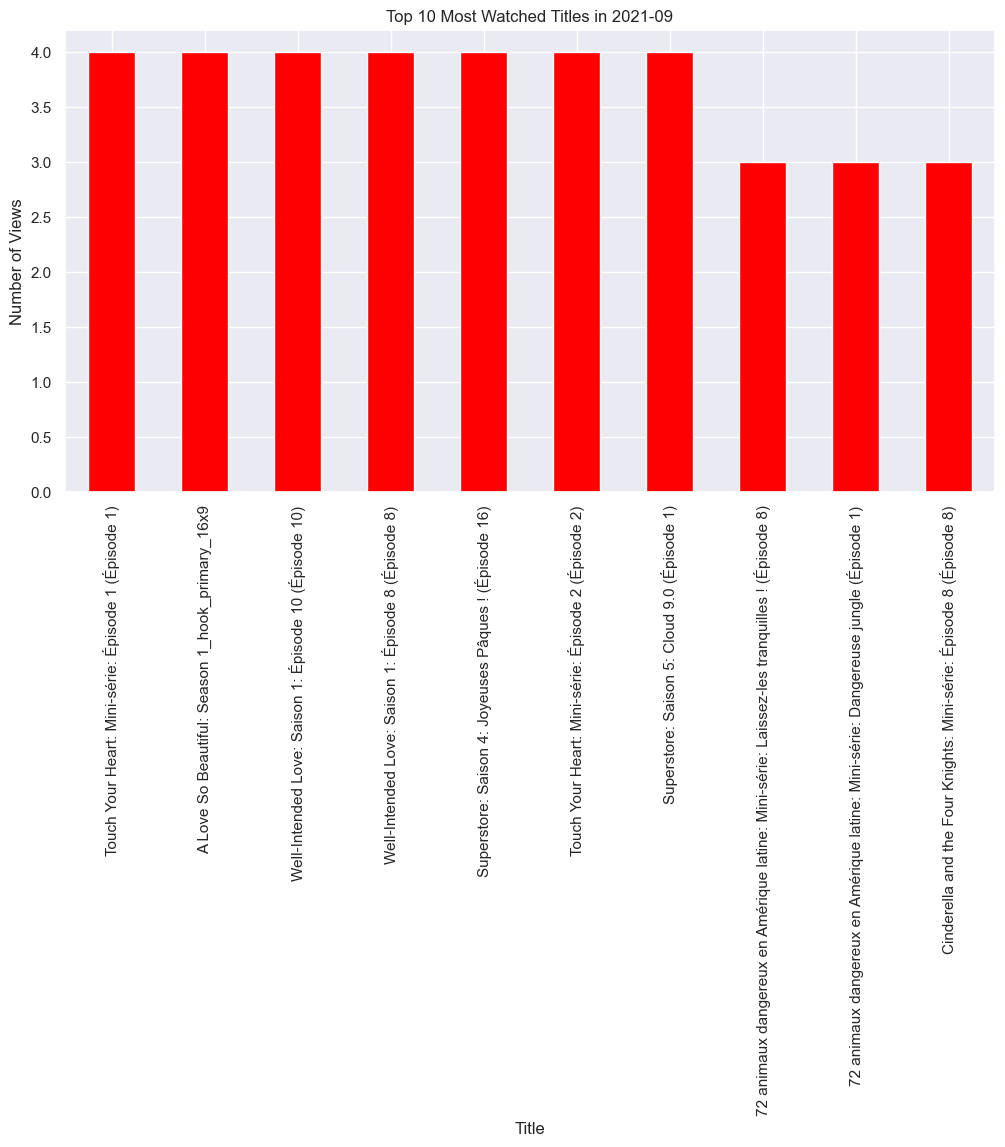 Top 10 Most Watched Titles in 2021-09
Number of Views
4.0
3.5
3.0
2.5
2.0
1.5
1.0
0.5
0.0
Touch Your Heart: Mini-série: Épisode 1 (Épisode 1)
A Love So Beautiful: Season 1_hook_primary_16x9
Well-Intended Love: Saison 1: Épisode 10 (Épisode 10)
Well-Intended Love: Saison 1: Épisode 8 (Épisode 8)
Superstore: Saison 4: Joyeuses Pâques ! (Épisode 16)
Touch Your Heart: Mini-série: Épisode 2 (Épisode 2)
Superstore: Saison 5: Cloud 9.0 (Épisode 1)
72 animaux dangereux en Amérique latine: Mini-série: Laissez-les tranquilles ! (Épisode 8)
72 animaux dangereux en Amérique latine: Mini-série: Dangereuse jungle (Épisode 1)
Cinderella and the Four Knights: Mini-série: Épisode 8 (Épisode 8)
Title